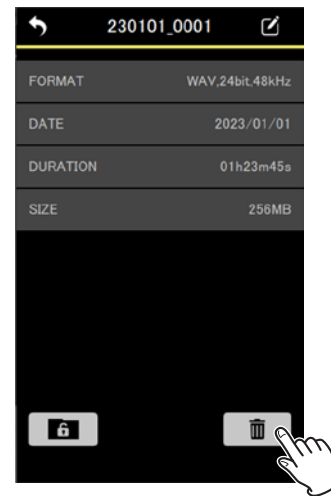 230101_0001
FORMAT WAV,24bit,48kHz
DATE 2023/01/01
DURATION 01h23m45s
SIZE 256MB